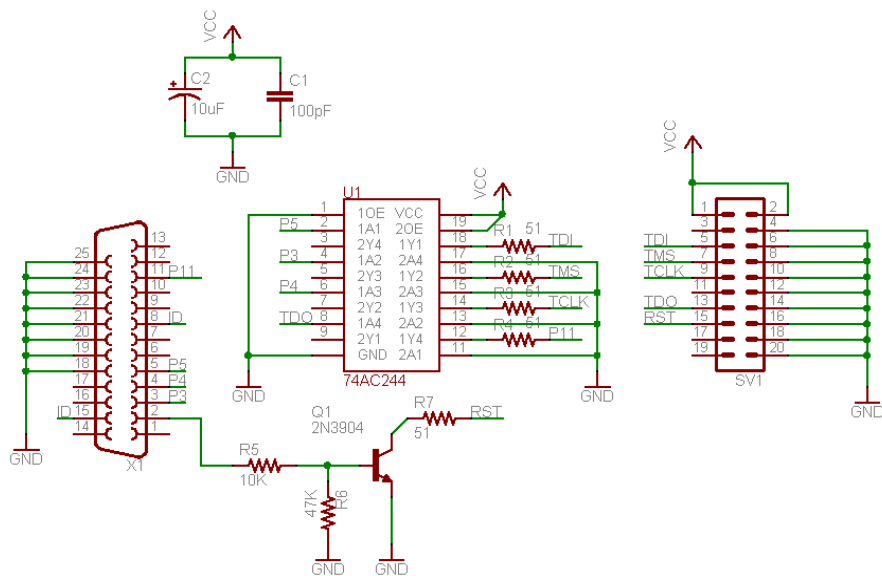 VCC
C2
10uF
C1
100pF
GND
U1
1 1OE VCC
2 1A1 2OE 19
3 2Y4 1Y1 18
4 1A2 2A4 17
5 2Y3 1Y2 16
6 1A3 2A3 15
7 2Y2 1Y3 14
8 1A4 2A2 13
9 2Y1 1Y4 12
GND 2A1 11
74AC244
P5
P3
P4
TDO
GND
VCC
R1 51 TDI
R2 51 TMS
R3 51 TCLK
R4 51 P11
GND
VCC
1 2
3 4
5 6
7 8
9 10
11 12
13 14
15 16
17 18
19 20
TDI
TMS
TCLK
TDO
RST
SV1
GND
13
25 12
24 11 P11
23 10
22 9
21 8 ID
20 7
19 6
18 5 P5
17 4 P4
16 3 P3
ID 15 2
14 1
X1
GND
R5
10K
47K
R6
GND
Q1
2N3904
R7
51
RST
GND